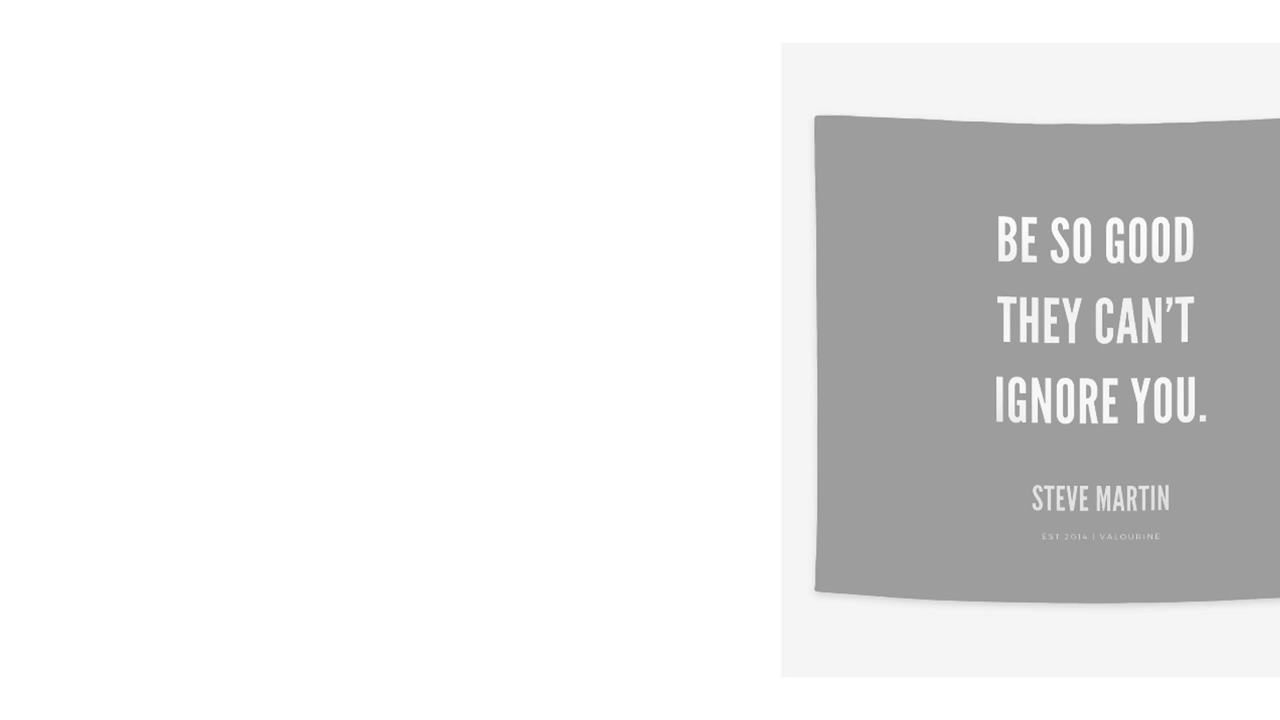 BE SO GOOD
THEY CAN'T
IGNORE YOU.
STEVE MARTIN
EST 2014 | VALOURINE